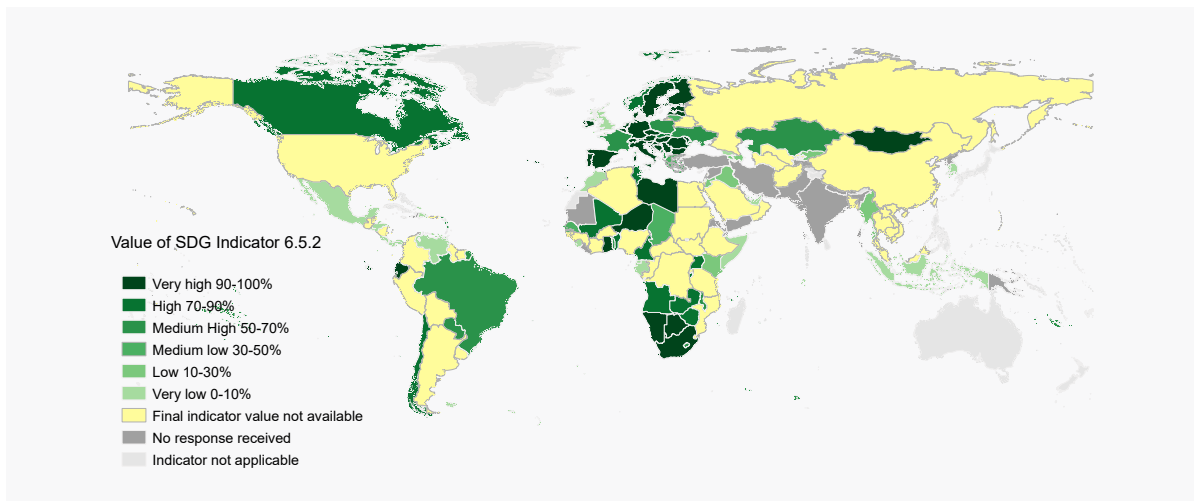 Value of SDG Indicator 6.5.2
Very high 90-100%
High 70-90%
Medium High 50-70%
Medium low 30-50%
Low 10-30%
Very low 0-10%
Final indicator value not available
No response received
Indicator not applicable